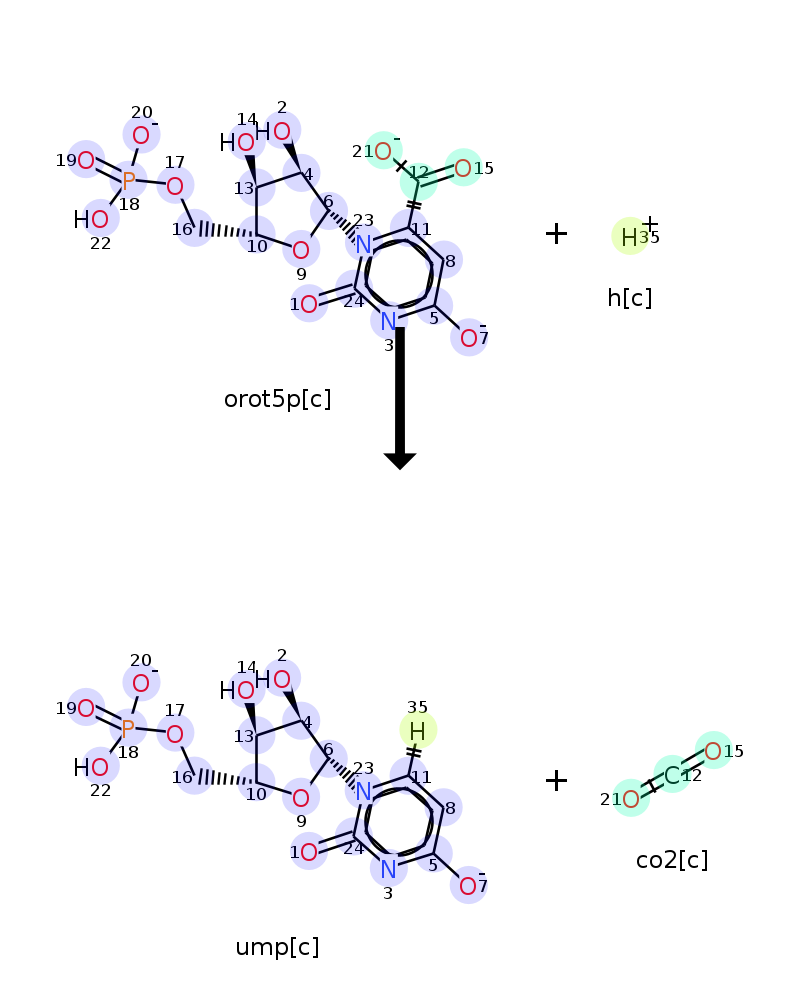 20 14 2
O⁻ HO HO 21 O⁻ 12 O 15
19 O 17
P O 13 4
18 6 23 11 35
HO 16 10 O N 8 + H⁺
22 9
1 O 24 N 5 h[c]
3 O⁻ 7
orot5p[c]
20 14 2 35
O⁻ HO HO H
19 O 17
P O 13 4 O 15
18 6 23 11
HO 16 10 O N 8 + C 12
22 9 21 O
1 O 24 N 5 co2[c]
3 O⁻ 7
ump[c]